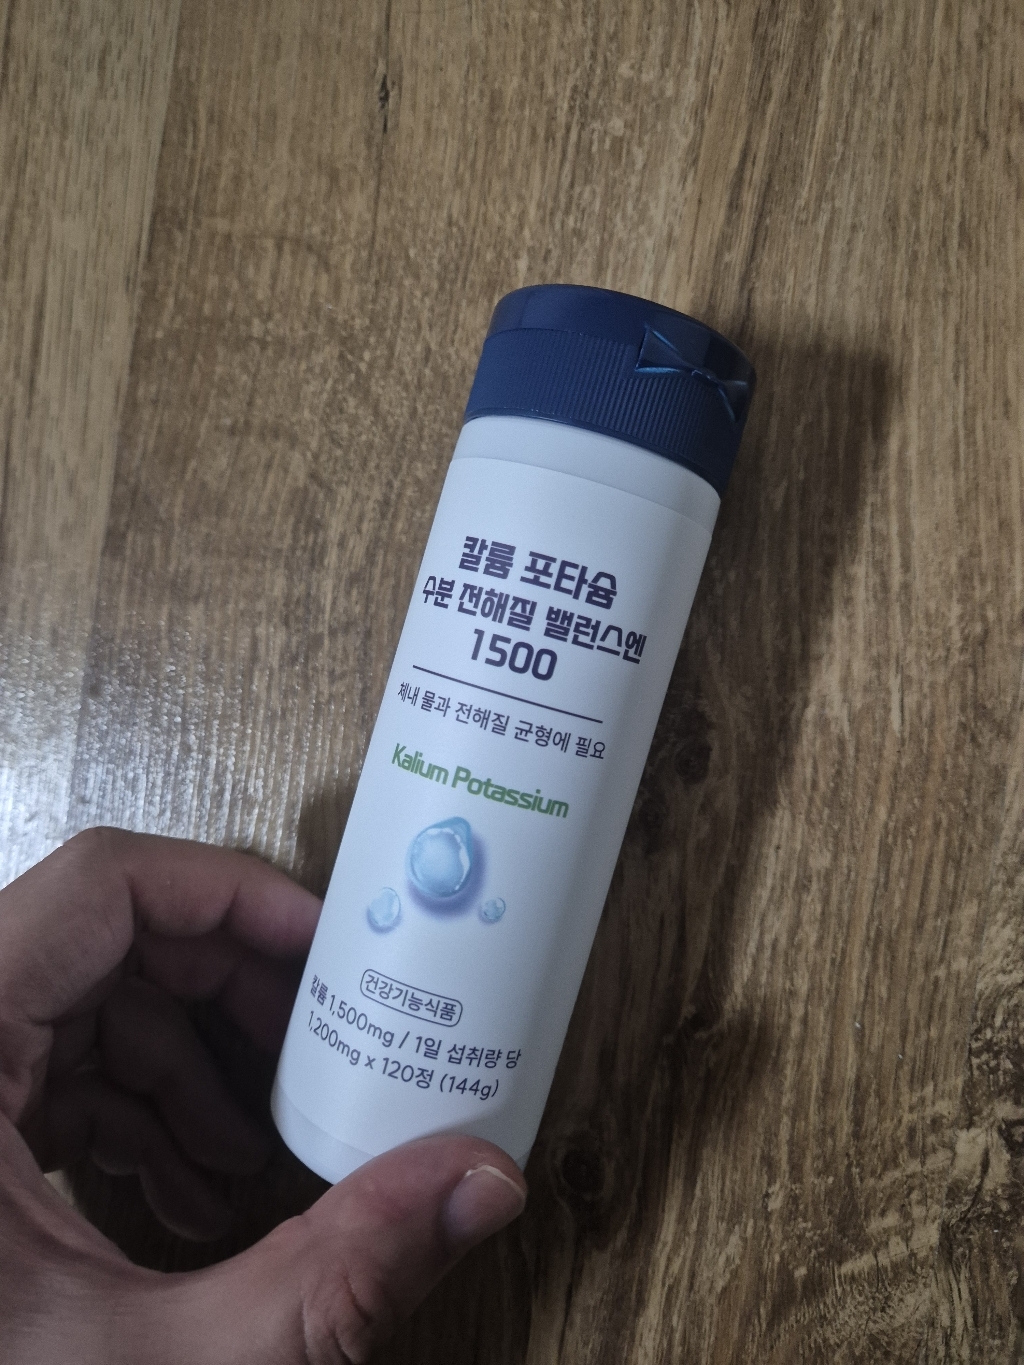 칼륨 포타슘
수분 전해질 밸런스엔
1500
체내 물과 전해질 균형에 필요
Kalium Potassium
건강기능식품
칼륨 1,500mg / 1일 섭취량 당
1,200mg x 120정 (144g)